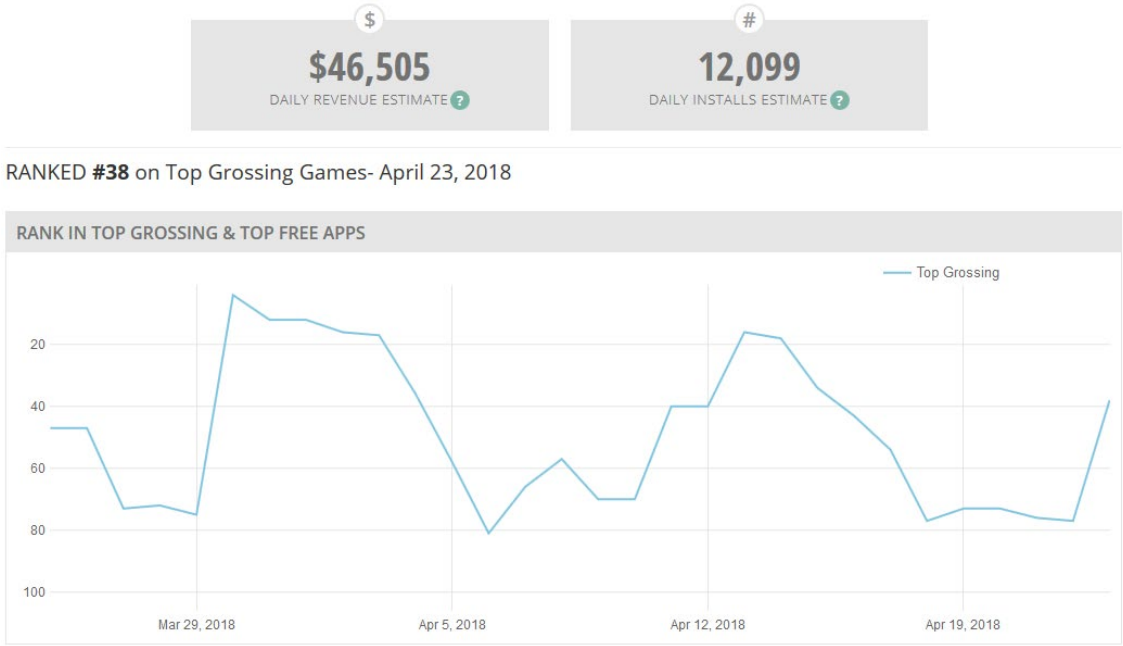 $ #
$46,505 12,099
DAILY REVENUE ESTIMATE ? DAILY INSTALLS ESTIMATE ?
RANKED #38 on Top Grossing Games- April 23, 2018
RANK IN TOP GROSSING & TOP FREE APPS
Top Grossing
20
40
60
80
100
Mar 29, 2018 Apr 5, 2018 Apr 12, 2018 Apr 19, 2018